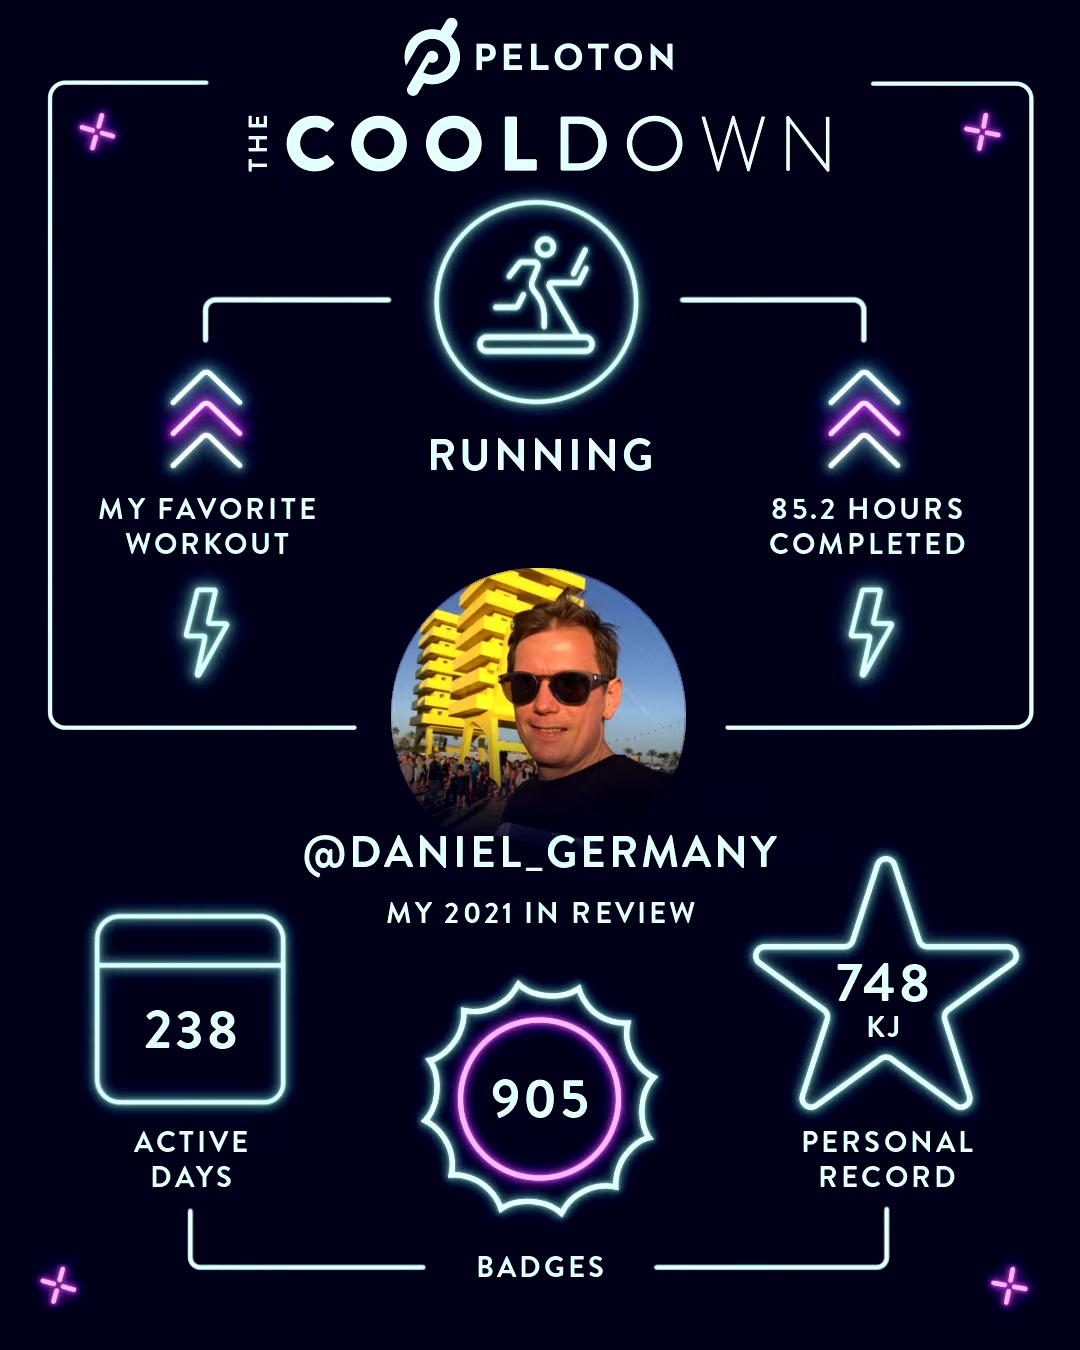 PELOTON
THE COOLDOWN
RUNNING
MY FAVORITE
WORKOUT
85.2 HOURS
COMPLETED
@DANIEL_GERMANY
MY 2021 IN REVIEW
238
ACTIVE
DAYS
905
BADGES
748
KJ
PERSONAL
RECORD